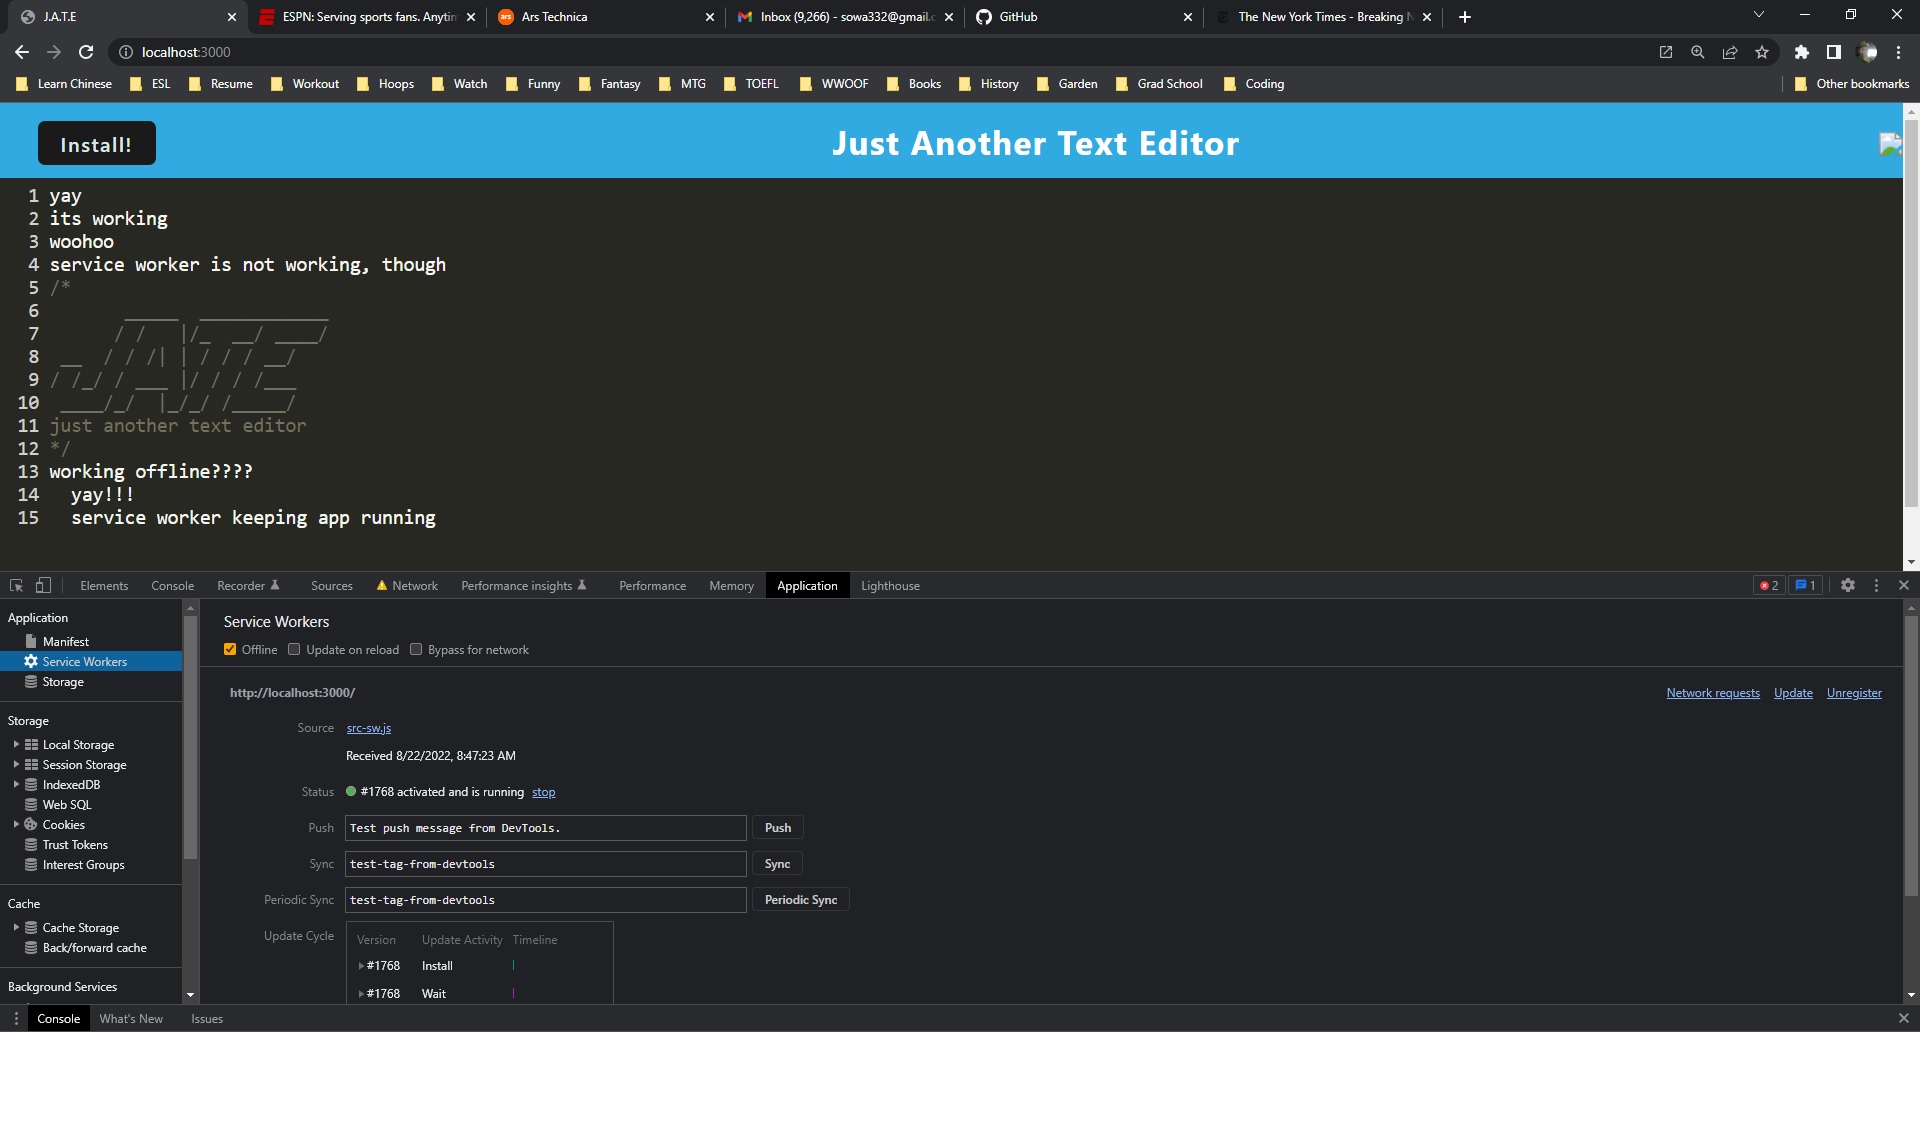 J.A.T.E
ESPN: Serving sports fans. Anytim
Ars Technica
Inbox (9,266) - sowa332@gmail.c
GitHub
The New York Times - Breaking N
localhost:3000
Learn Chinese ESL Resume Workout Hoops Watch Funny Fantasy MTG TOEFL WWOOF Books History Garden Grad School Coding Other bookmarks
Install!
Just Another Text Editor
1 yay
2 its working
3 woohoo
4 service worker is not working, though
5 /*
6
7
8
9
10
11 just another text editor
12 */
13 working offline????
14 yay!!!
15 service worker keeping app running
Elements Console Recorder Sources Network Performance insights Performance Memory Application Lighthouse 2 1
Application
Manifest
Service Workers
Storage
Storage
Local Storage
Session Storage
IndexedDB
Web SQL
Cookies
Trust Tokens
Interest Groups
Cache
Cache Storage
Back/forward cache
Background Services
Service Workers
Offline Update on reload Bypass for network
http://localhost:3000/ Network requests Update Unregister
Source src-sw.js
Received 8/22/2022, 8:47:23 AM
Status #1768 activated and is running stop
Push Test push message from DevTools. Push
Sync test-tag-from-devtools Sync
Periodic Sync test-tag-from-devtools Periodic Sync
Update Cycle Version Update Activity Timeline
#1768 Install
#1768 Wait
Console What's New Issues